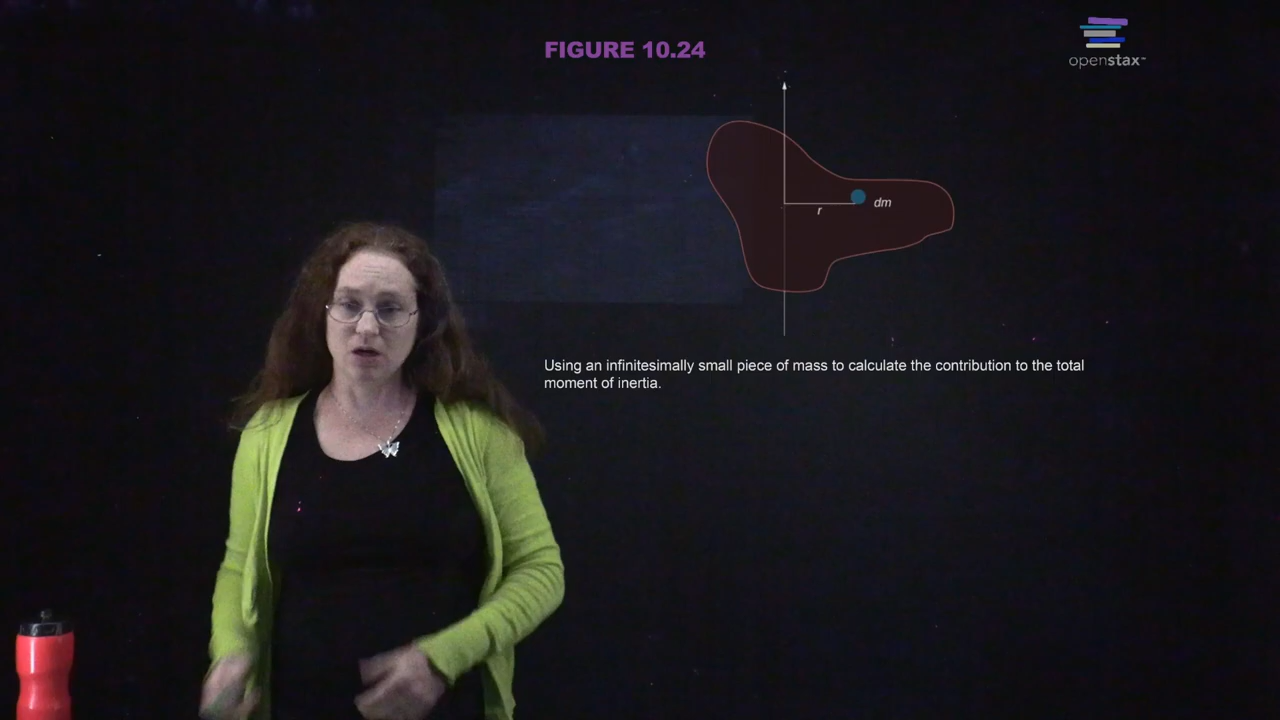 FIGURE 10.24
openstax™
dm
r
Using an infinitesimally small piece of mass to calculate the contribution to the total
moment of inertia.